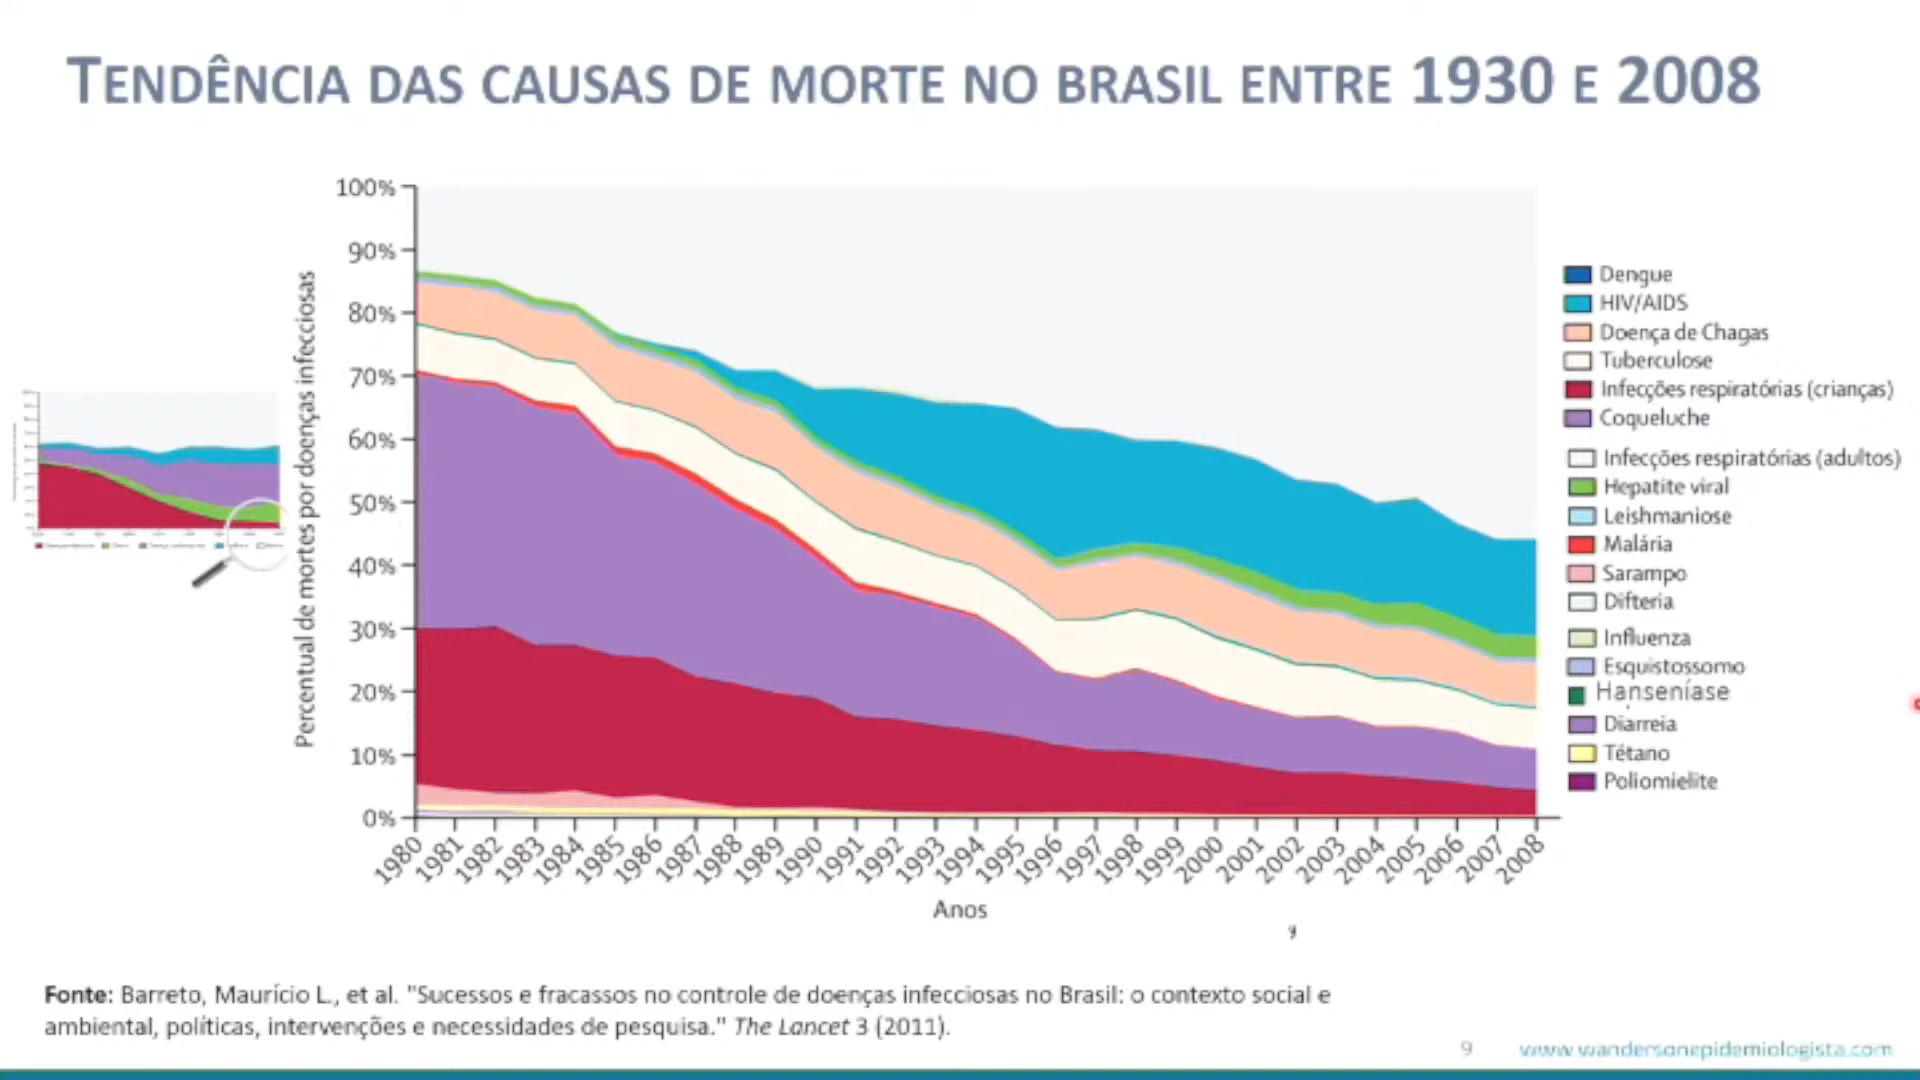 TENDÊNCIA DAS CAUSAS DE MORTE NO BRASIL ENTRE 1930 E 2008
Percentual de mortes por doenças infecciosas
100%
90%
80%
70%
60%
50%
40%
30%
20%
10%
0%
1980
1981
1982
1983
1984
1985
1986
1987
1988
1989
1990
1991
1992
1993
1994
1995
1996
1997
1998
1999
2000
2001
2002
2003
2004
2005
2006
2007
2008
Anos
Dengue
HIV/AIDS
Doença de Chagas
Tuberculose
Infecções respiratórias (crianças)
Coqueluche
Infecções respiratórias (adultos)
Hepatite viral
Leishmaniose
Malária
Sarampo
Difteria
Influenza
Esquistossomo
Hanseníase
Diarreia
Tétano
Poliomielite
Fonte: Barreto, Maurício L., et al. "Sucessos e fracassos no controle de doenças infecciosas no Brasil: o contexto social e
ambiental, políticas, intervenções e necessidades de pesquisa." The Lancet 3 (2011).
9
www.wandersonepidemiologista.com